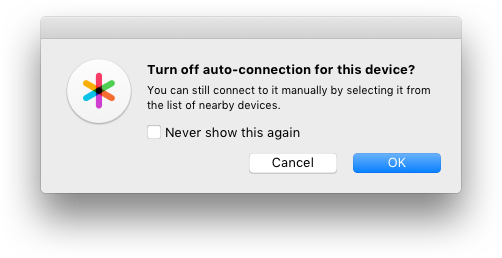 Turn off auto-connection for this device?
You can still connect to it manually by selecting it from
the list of nearby devices.
Never show this again
Cancel
OK